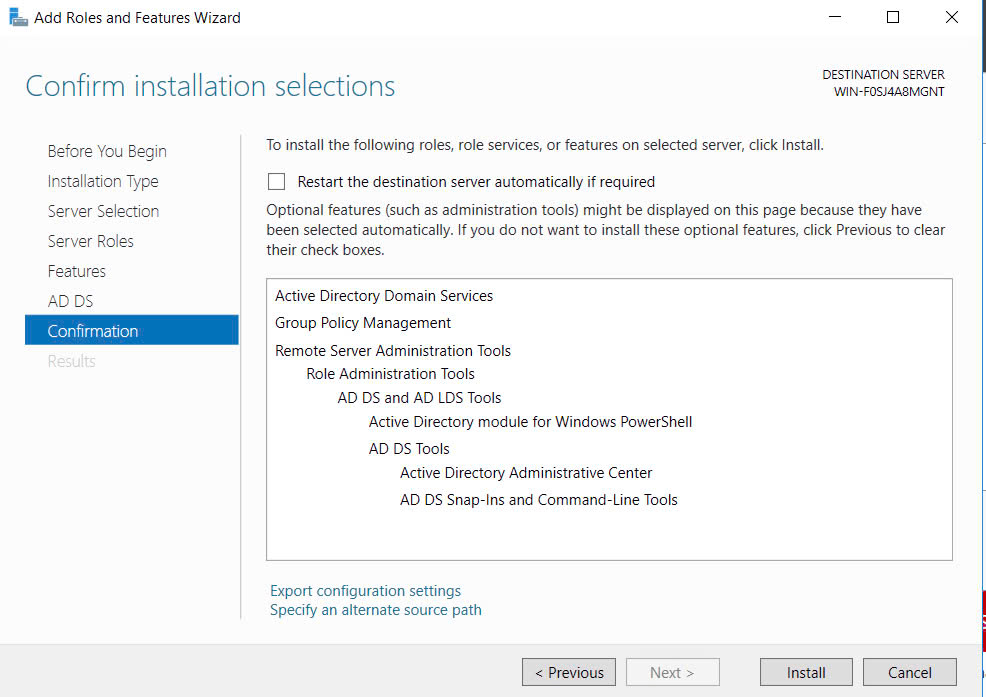 Add Roles and Features Wizard
Confirm installation selections
DESTINATION SERVER
WIN-F0SJ4A8MGNT
Before You Begin
Installation Type
Server Selection
Server Roles
Features
AD DS
Confirmation
Results
To install the following roles, role services, or features on selected server, click Install.
Restart the destination server automatically if required
Optional features (such as administration tools) might be displayed on this page because they have
been selected automatically. If you do not want to install these optional features, click Previous to clear
their check boxes.
Active Directory Domain Services
Group Policy Management
Remote Server Administration Tools
Role Administration Tools
AD DS and AD LDS Tools
Active Directory module for Windows PowerShell
AD DS Tools
Active Directory Administrative Center
AD DS Snap-Ins and Command-Line Tools
Export configuration settings
Specify an alternate source path
< Previous
Next >
Install
Cancel